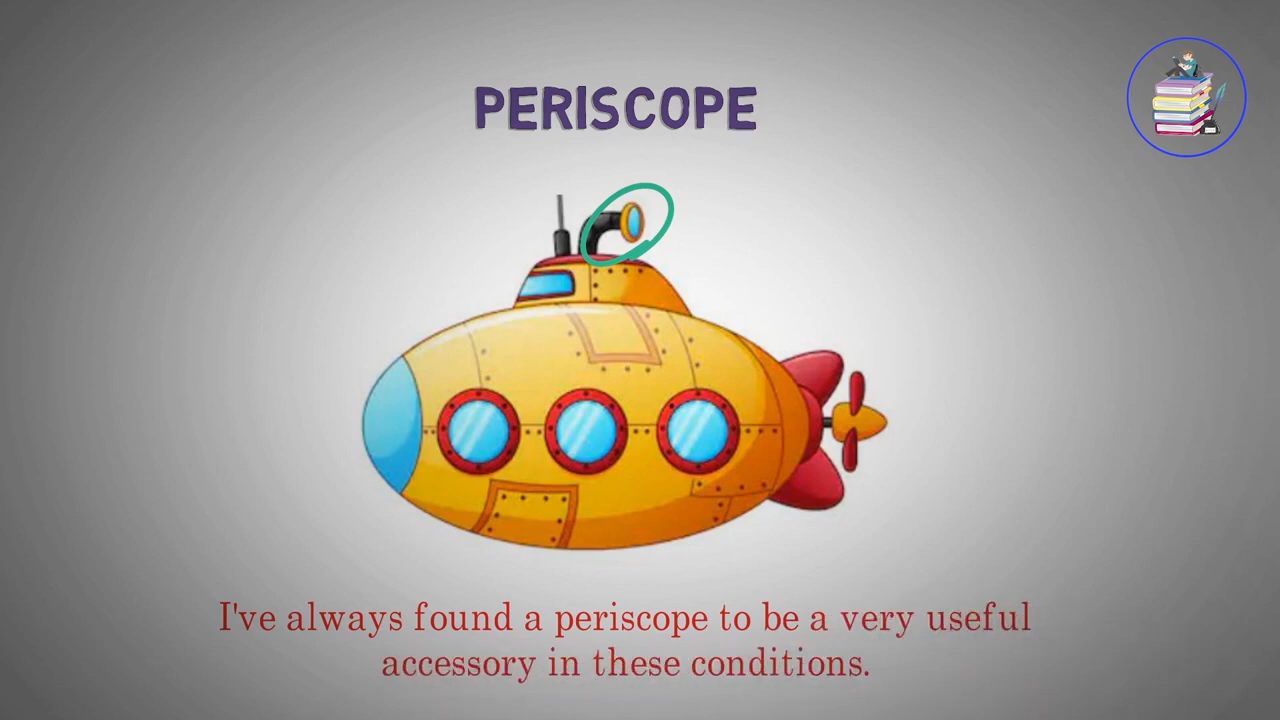 PERISCOPE
I've always found a periscope to be a very useful
accessory in these conditions.